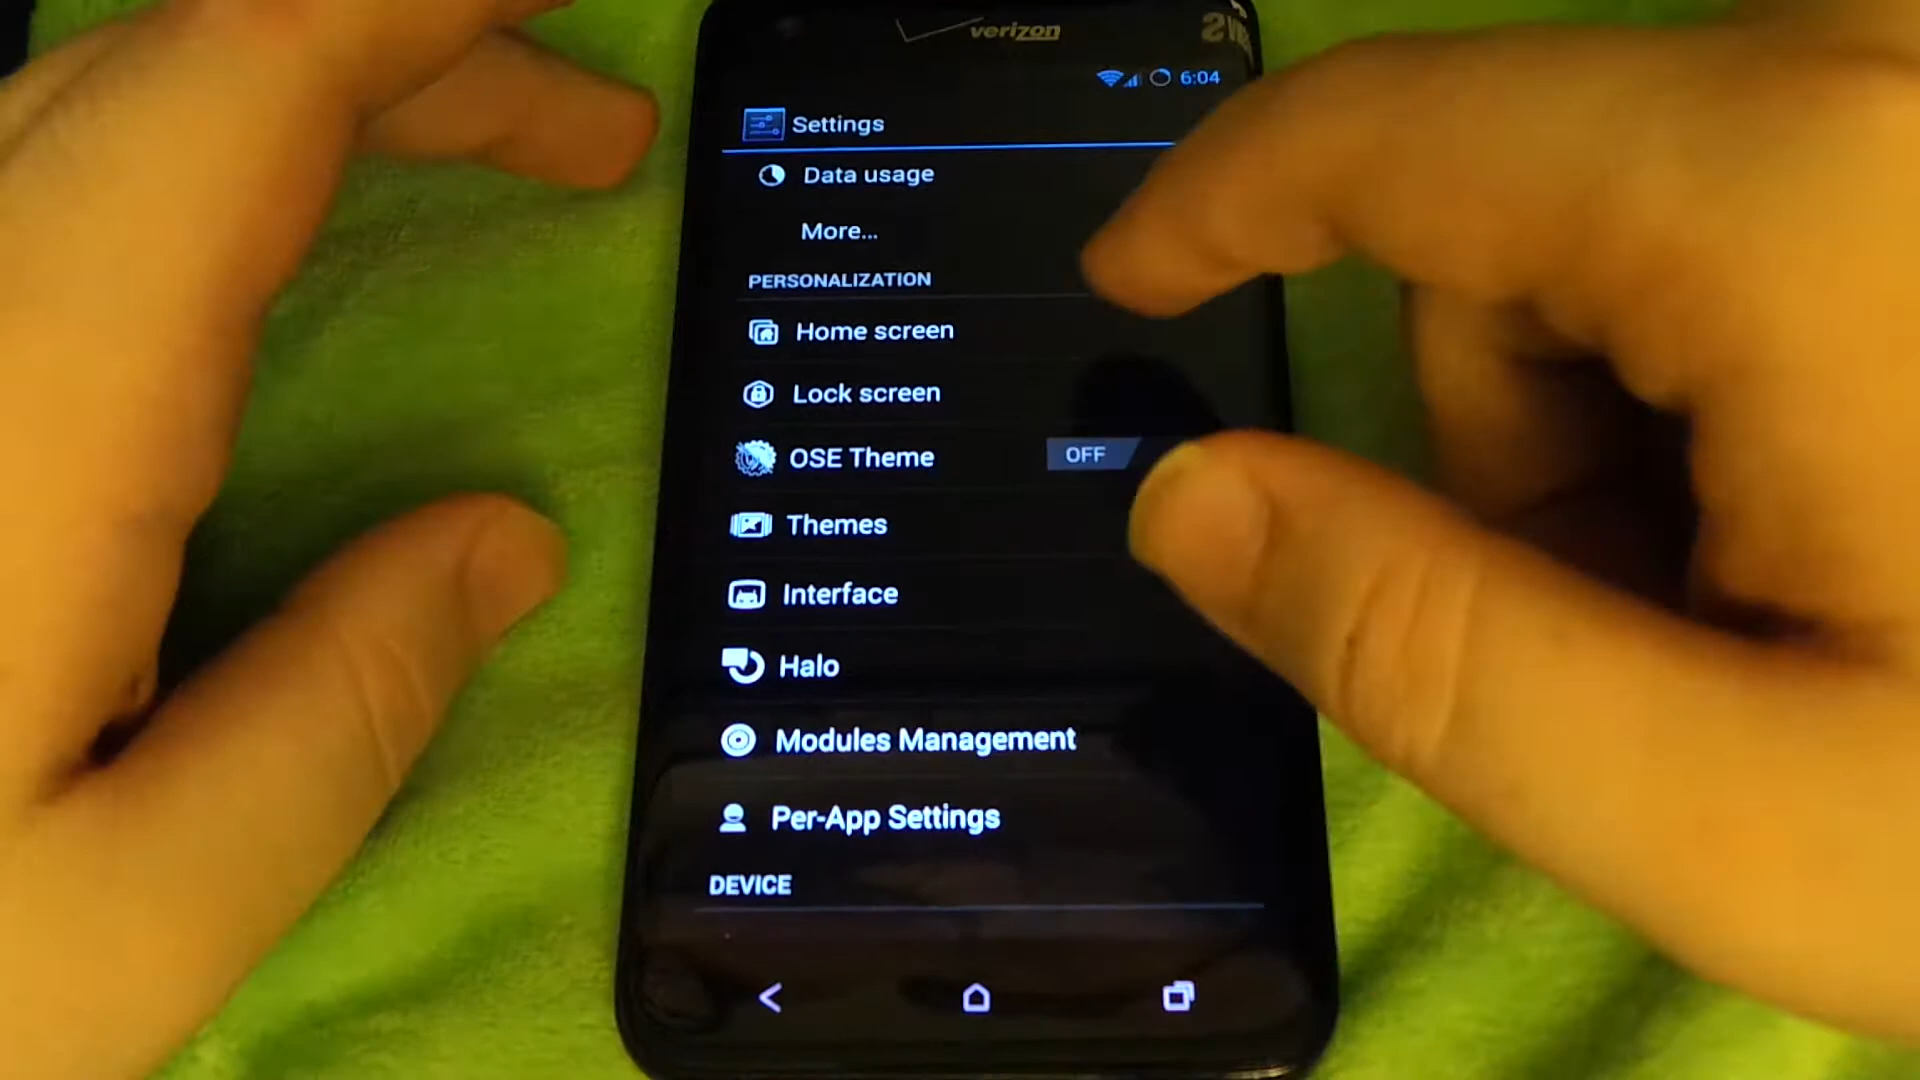 verizon
6:04
Settings
Data usage
More...
PERSONALIZATION
Home screen
Lock screen
OSE Theme OFF
Themes
Interface
Halo
Modules Management
Per-App Settings
DEVICE